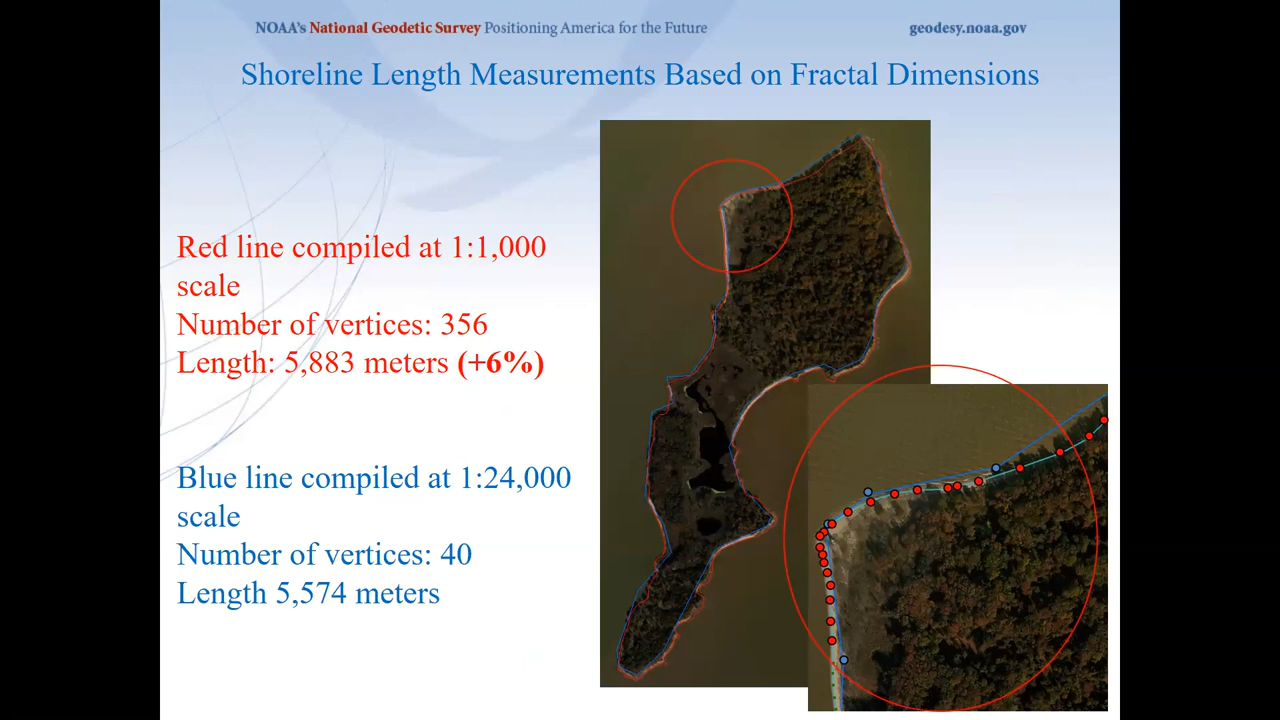 NOAA's National Geodetic Survey Positioning America for the Future
geodesy.noaa.gov
Shoreline Length Measurements Based on Fractal Dimensions
Red line compiled at 1:1,000
scale
Number of vertices: 356
Length: 5,883 meters (+6%)
Blue line compiled at 1:24,000
scale
Number of vertices: 40
Length 5,574 meters